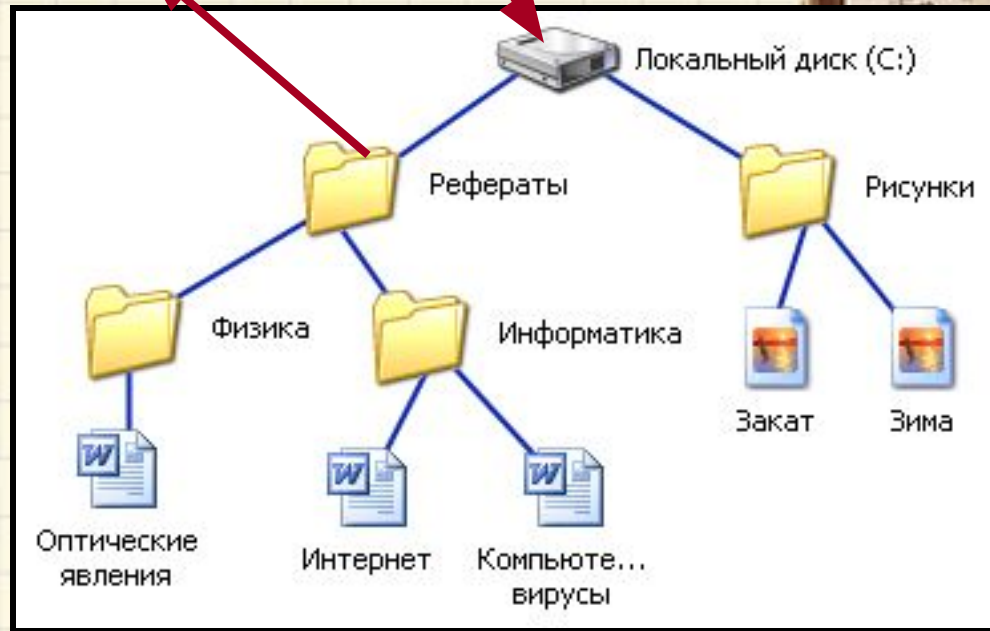 Локальный диск (C:)
Рефераты
Рисунки
Физика
Информатика
Закат
Зима
Оптические
явления
Интернет
Компьюте...
вирусы